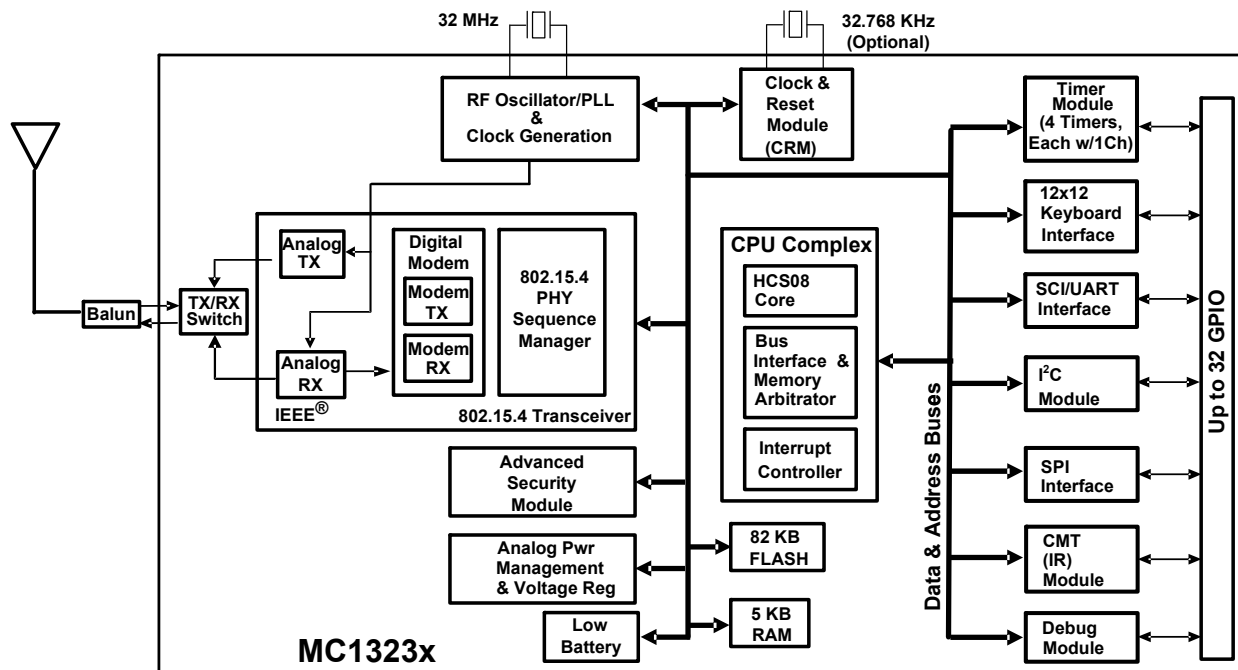 32 MHz
32.768 KHz
(Optional)
RF Oscillator/PLL
&
Clock Generation
Clock &
Reset
Module
(CRM)
Timer
Module
(4 Timers,
Each w/1Ch)
12x12
Keyboard
Interface
SCI/UART
Interface
I²C
Module
SPI
Interface
CMT
(IR)
Module
Debug
Module
Up to 32 GPIO
Data & Address Buses
Balun
TX/RX
Switch
Analog
TX
Analog
RX
IEEE®
Digital
Modem
Modem
TX
Modem
RX
802.15.4
PHY
Sequence
Manager
802.15.4 Transceiver
CPU Complex
HCS08
Core
Bus
Interface &
Memory
Arbitrator
Interrupt
Controller
Advanced
Security
Module
Analog Pwr
Management
& Voltage Reg
Low
Battery
82 KB
FLASH
5 KB
RAM
MC1323x